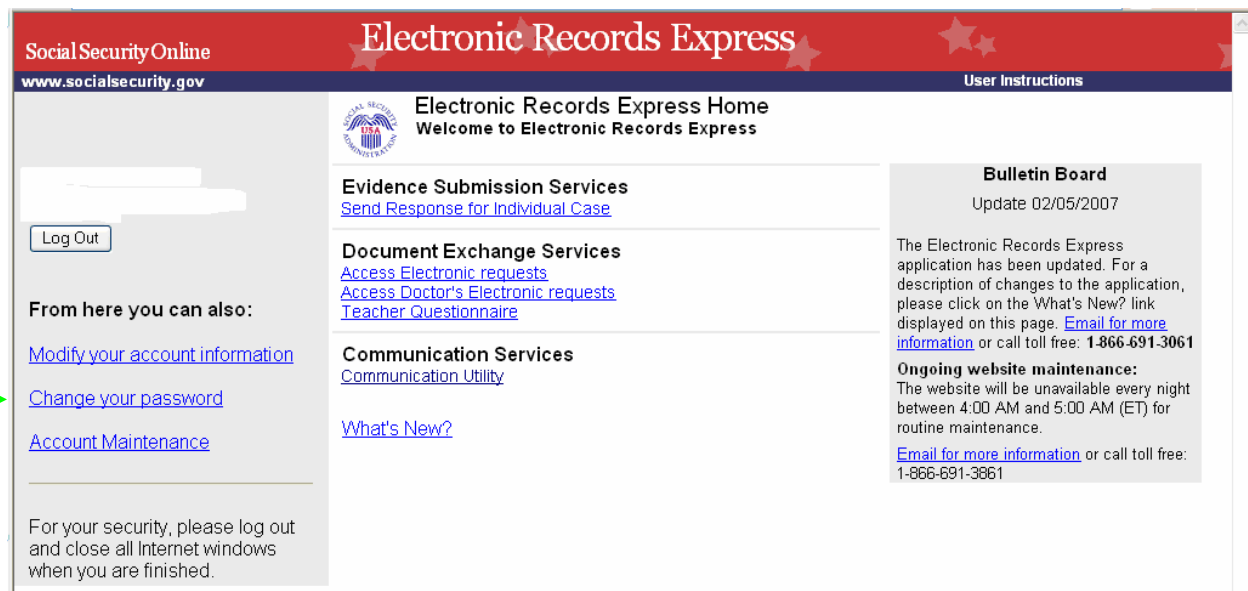 Social Security Online
Electronic Records Express
www.socialsecurity.gov
User Instructions
Log Out
From here you can also:
Modify your account information
Change your password
Account Maintenance
For your security, please log out
and close all Internet windows
when you are finished.
SOCIAL SECURITY
USA
ADMINISTRATION
Electronic Records Express Home
Welcome to Electronic Records Express
Evidence Submission Services
Send Response for Individual Case
Document Exchange Services
Access Electronic requests
Access Doctor's Electronic requests
Teacher Questionnaire
Communication Services
Communication Utility
What's New?
Bulletin Board
Update 02/05/2007
The Electronic Records Express
application has been updated. For a
description of changes to the application,
please click on the What's New? link
displayed on this page. Email for more
information or call toll free: 1-866-691-3061
Ongoing website maintenance:
The website will be unavailable every night
between 4:00 AM and 5:00 AM (ET) for
routine maintenance.
Email for more information or call toll free:
1-866-691-3861